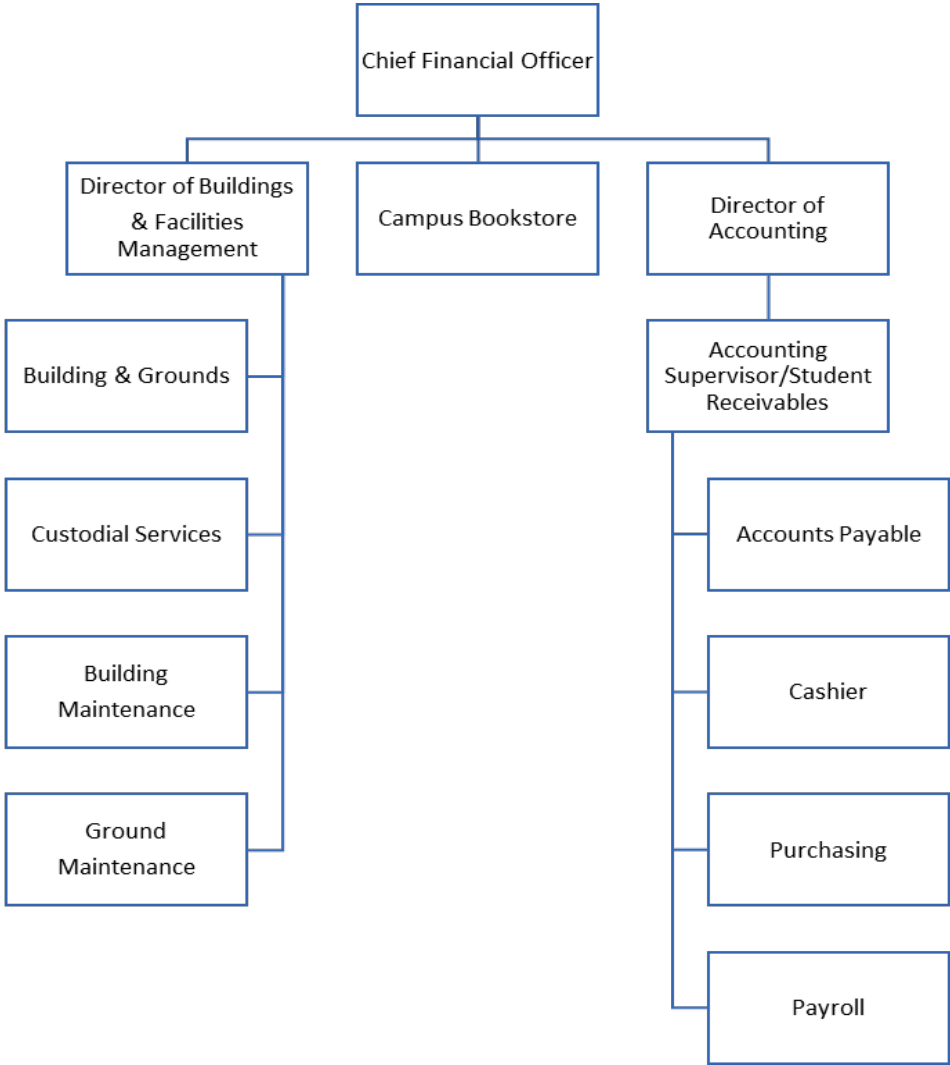 Chief Financial Officer
Director of Buildings
& Facilities
Management
Campus Bookstore
Director of
Accounting
Building & Grounds
Accounting
Supervisor/Student
Receivables
Custodial Services
Accounts Payable
Building
Maintenance
Cashier
Ground
Maintenance
Purchasing
Payroll